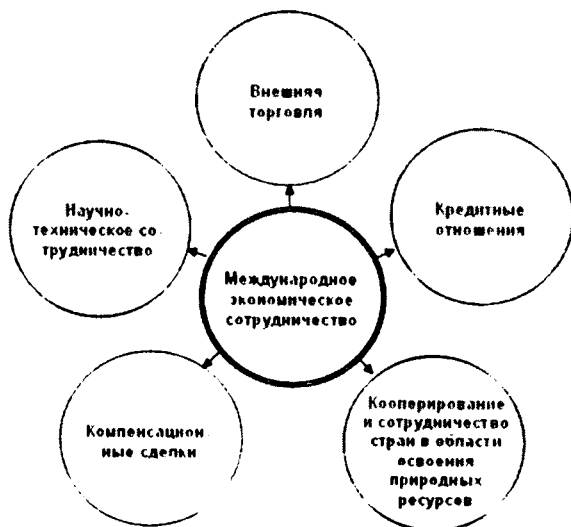 Внешняя
торговля
Научно-
техническое со-
трудничество
Кредитные
отношения
Международное
экономическое
сотрудничество
Компенсацион-
ные сделки
Кооперирование
и сотрудничество
стран в области
освоения
природных
ресурсов